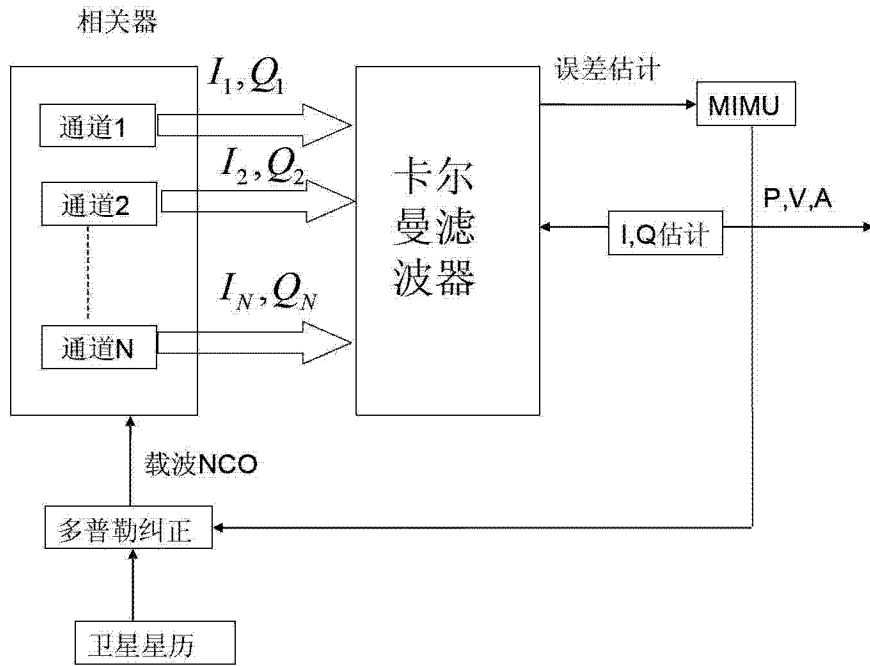 相关器
I₁,Q₁
通道1
I₂,Q₂
通道2
I_N,Q_N
通道N
卡尔
曼滤
波器
误差估计
MIMU
P,V,A
I,Q估计
载波NCO
多普勒纠正
卫星星历